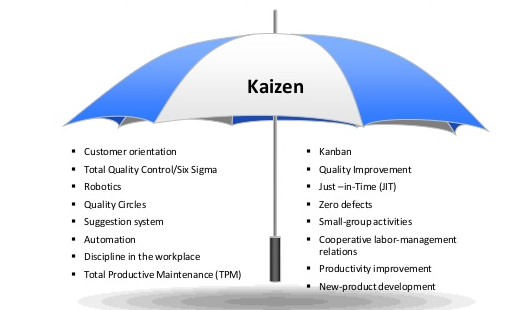 Kaizen
Customer orientation
Total Quality Control/Six Sigma
Robotics
Quality Circles
Suggestion system
Automation
Discipline in the workplace
Total Productive Maintenance (TPM)
Kanban
Quality Improvement
Just –in-Time (JIT)
Zero defects
Small-group activities
Cooperative labor-management
relations
Productivity improvement
New-product development